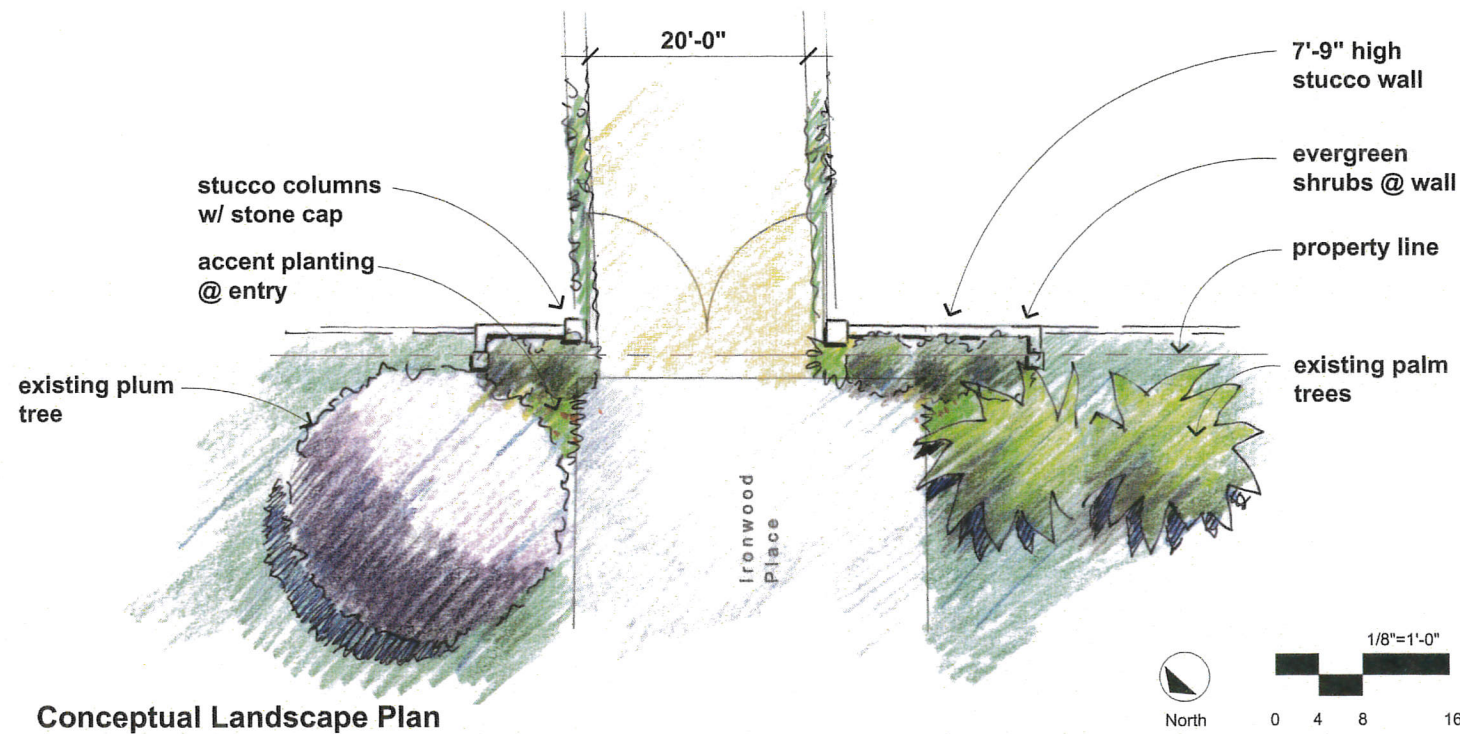 20'-0"
7'-9" high
stucco wall
evergreen
shrubs @ wall
stucco columns
w/ stone cap
property line
accent planting
@ entry
existing palm
trees
existing plum
tree
Ironwood
Place
1/8"=1'-0"
North
0 4 8 16
Conceptual Landscape Plan